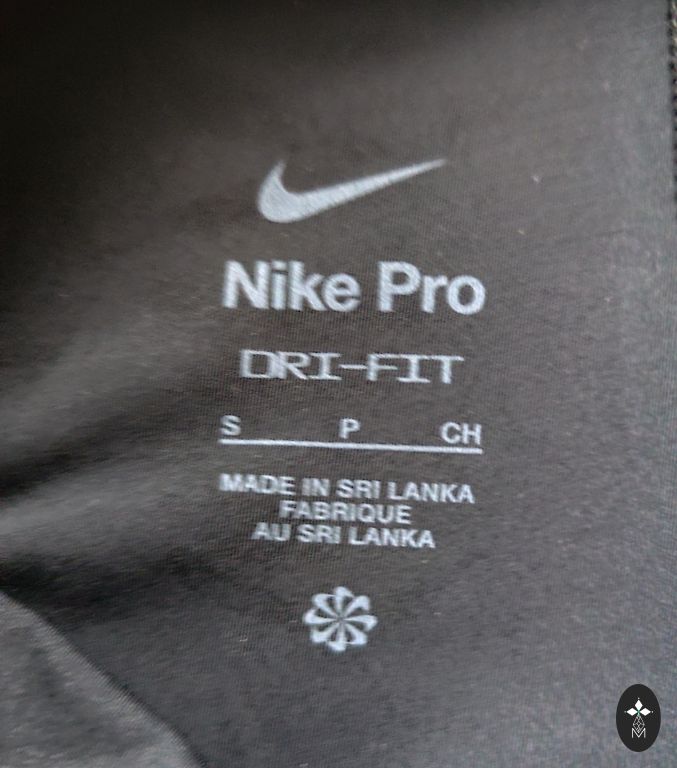 Nike Pro
DRI-FIT
S P CH
MADE IN SRI LANKA
FABRIQUE
AU SRI LANKA
M